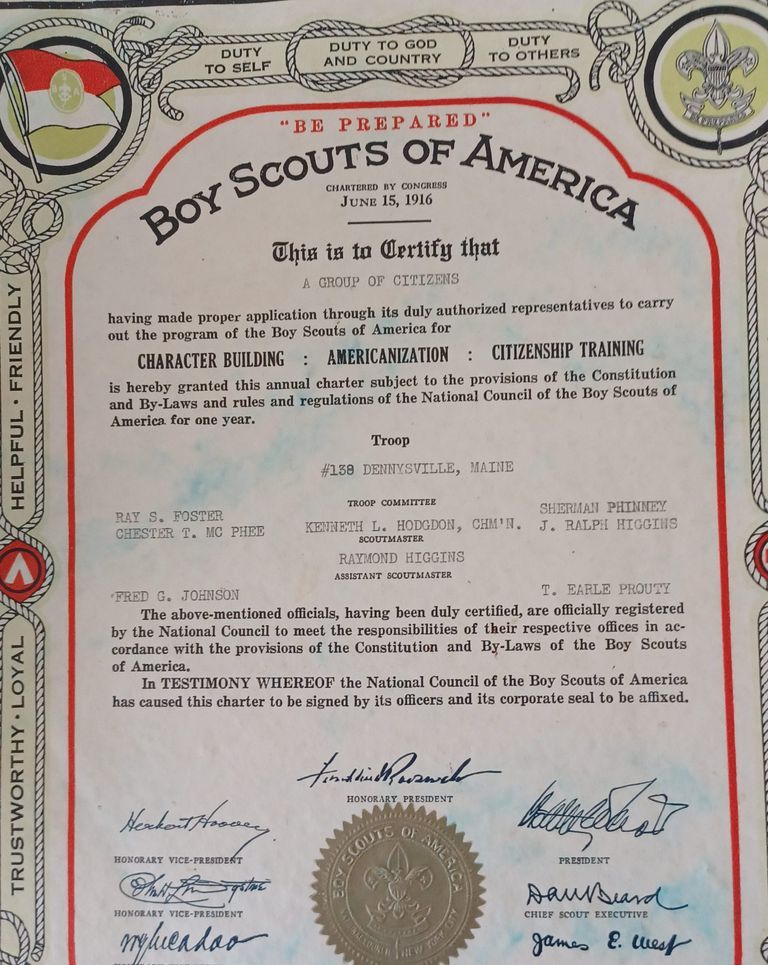 DUTY
TO SELF
DUTY TO GOD
AND COUNTRY
DUTY
TO OTHERS
"BE PREPARED"
BOY SCOUTS OF AMERICA
CHARTERED BY CONGRESS
JUNE 15, 1916
This is to Certify that
A GROUP OF CITIZENS
having made proper application through its duly authorized representatives to carry
out the program of the Boy Scouts of America for
CHARACTER BUILDING : AMERICANIZATION : CITIZENSHIP TRAINING
is hereby granted this annual charter subject to the provisions of the Constitution
and By-Laws and rules and regulations of the National Council of the Boy Scouts of
America for one year.
Troop
#138 DENNYSVILLE, MAINE
TROOP COMMITTEE
RAY S. FOSTER
SHERMAN PHINNEY
CHESTER T. MC PHEE
KENNETH L. HODGDON, CHM'N.
J. RALPH HIGGINS
SCOUTMASTER
RAYMOND HIGGINS
ASSISTANT SCOUTMASTER
FRED G. JOHNSON
T. EARLE PROUTY
The above-mentioned officials, having been duly certified, are officially registered
by the National Council to meet the responsibilities of their respective offices in ac-
cordance with the provisions of the Constitution and By-Laws of the Boy Scouts
of America.
In TESTIMONY WHEREOF the National Council of the Boy Scouts of America
has caused this charter to be signed by its officers and its corporate seal to be affixed.
Franklin D Roosevelt
HONORARY PRESIDENT
Herbert Hoover
HONORARY VICE-PRESIDENT
PRESIDENT
HONORARY VICE-PRESIDENT
Dan Beard
CHIEF SCOUT EXECUTIVE
James E. West
BOY SCOUTS OF AMERICA
NATIONAL COUNCIL NEW YORK CITY
HELPFUL · FRIENDLY
TRUSTWORTHY · LOYAL
BE PREPARED